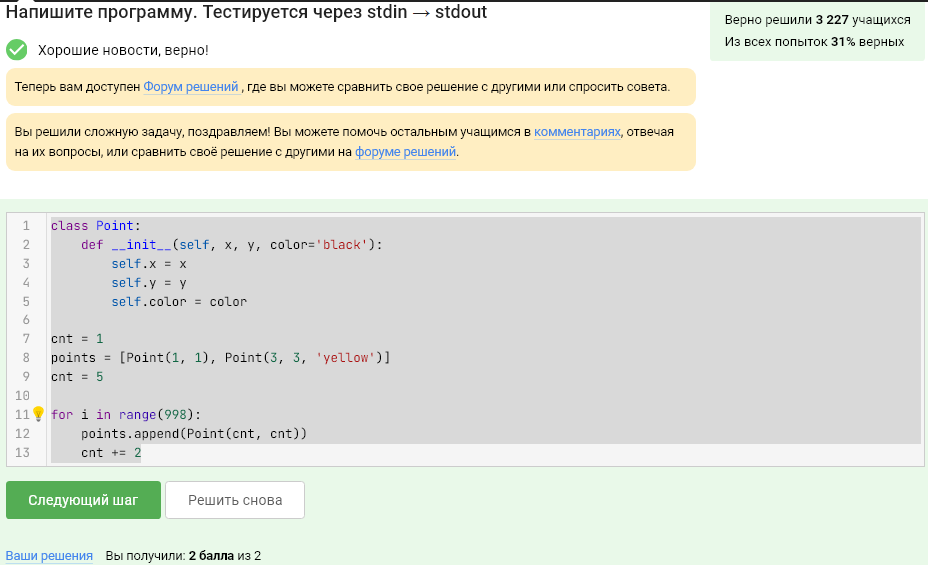 Напишите программу. Тестируется через stdin → stdout
Верно решили 3 227 учащихся
Из всех попыток 31% верных
Хорошие новости, верно!
Теперь вам доступен Форум решений , где вы можете сравнить свое решение с другими или спросить совета.
Вы решили сложную задачу, поздравляем! Вы можете помочь остальным учащимся в комментариях, отвечая
на их вопросы, или сравнить своё решение с другими на форуме решений.
1 class Point:
2     def __init__(self, x, y, color='black'):
3         self.x = x
4         self.y = y
5         self.color = color
6
7 cnt = 1
8 points = [Point(1, 1), Point(3, 3, 'yellow')]
9 cnt = 5
10
11 for i in range(998):
12     points.append(Point(cnt, cnt))
13     cnt += 2
Следующий шаг
Решить снова
Ваши решения Вы получили: 2 балла из 2